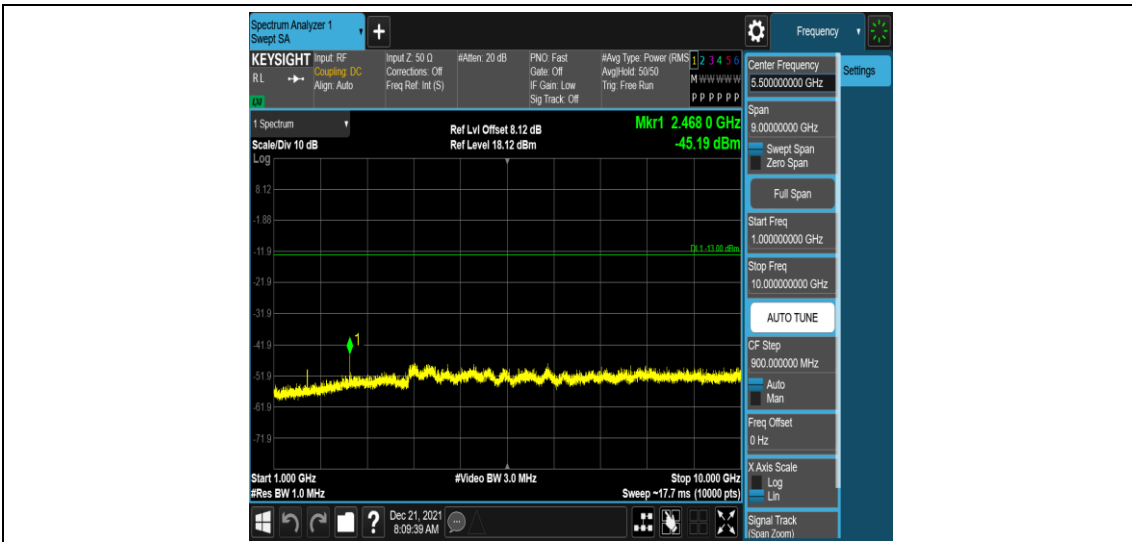 Spectrum Analyzer 1
Swept SA
Frequency
KEYSIGHT
RL
LXI
Input: RF
Coupling: DC
Align: Auto
Input Z: 50 Ω
Corrections: Off
Freq Ref: Int (S)
#Atten: 20 dB
PNO: Fast
Gate: Off
IF Gain: Low
Sig Track: Off
#Avg Type: Power (RMS
Avg|Hold: 50/50
Trig: Free Run
1 2 3 4 5 6
M W W W W W
P P P P P P
1 Spectrum
Scale/Div 10 dB
Log
Ref Lvl Offset 8.12 dB
Ref Level 18.12 dBm
Mkr1 2.468 0 GHz
-45.19 dBm
8.12
-1.88
-11.9
DL1 -13.00 dBm
-21.9
-31.9
-41.9
1
-51.9
-61.9
-71.9
Start 1.000 GHz
#Res BW 1.0 MHz
#Video BW 3.0 MHz
Stop 10.000 GHz
Sweep ~17.7 ms (10000 pts)
Center Frequency
5.500000000 GHz
Settings
Span
9.00000000 GHz
Swept Span
Zero Span
Full Span
Start Freq
1.000000000 GHz
Stop Freq
10.000000000 GHz
AUTO TUNE
CF Step
900.000000 MHz
Auto
Man
Freq Offset
0 Hz
X Axis Scale
Log
Lin
Signal Track
(Span Zoom)
?
Dec 21, 2021
8:09:39 AM